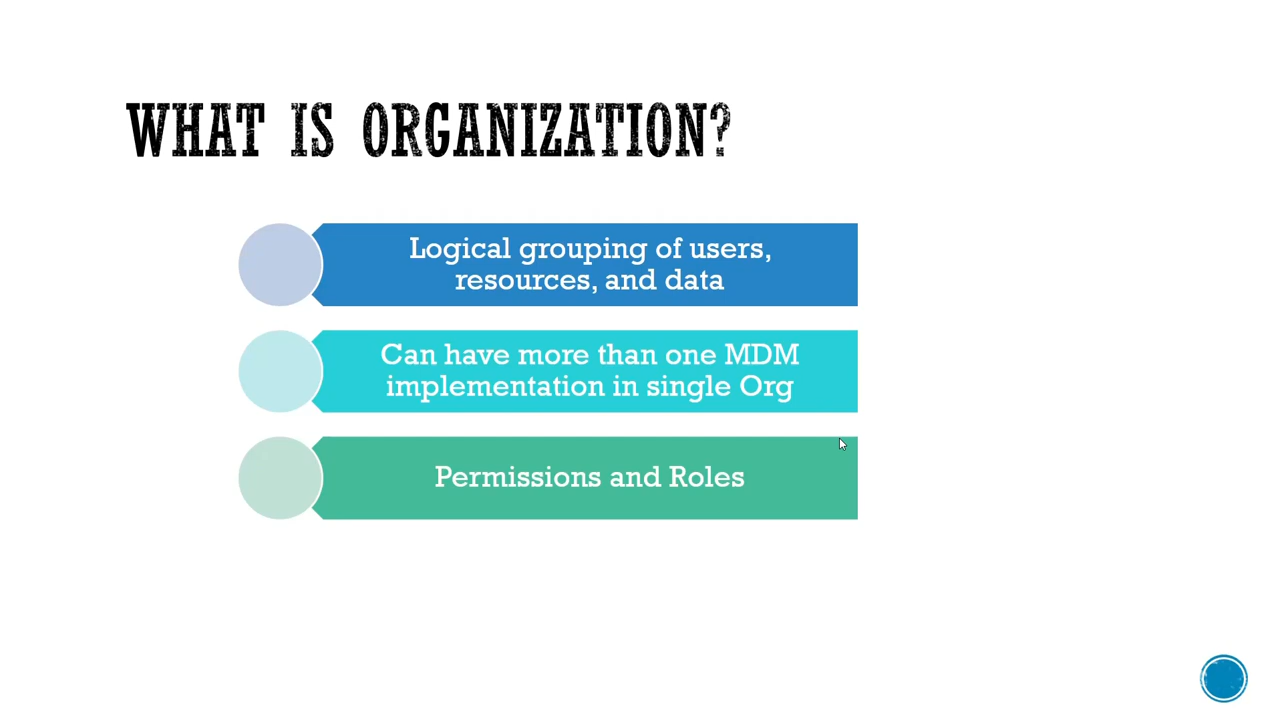 WHAT IS ORGANIZATION?
Logical grouping of users,
resources, and data
Can have more than one MDM
implementation in single Org
Permissions and Roles